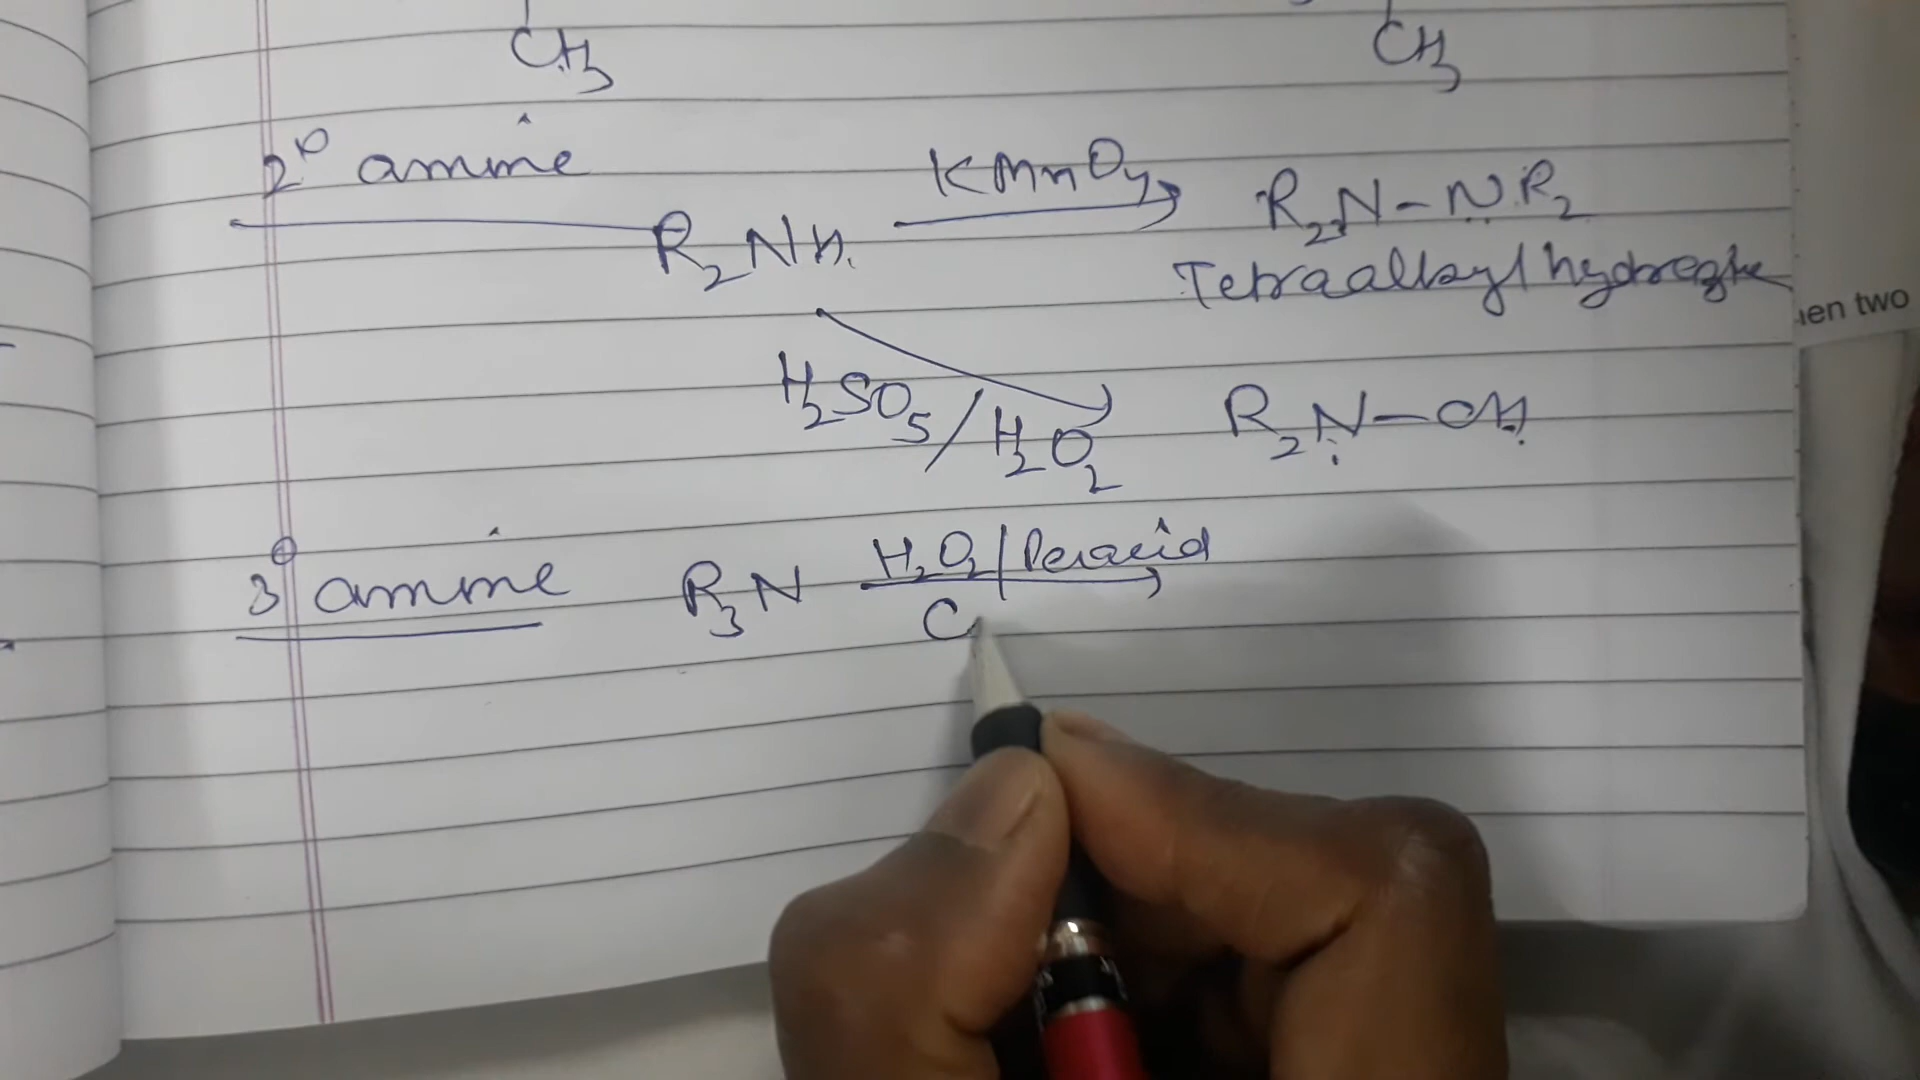 CH3 CH3
2° amine
R2NH. KMnO4 R2N-NR2
Tetraalkyl hydrazine
H2SO5/H2O2 R2N-OH
3° amine R3N H2O2/Peracid
C
two